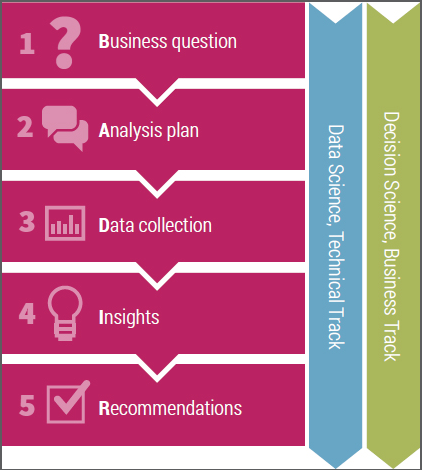 1 Business question
2 Analysis plan
3 Data collection
4 Insights
5 Recommendations
Data Science, Technical Track
Decision Science, Business Track